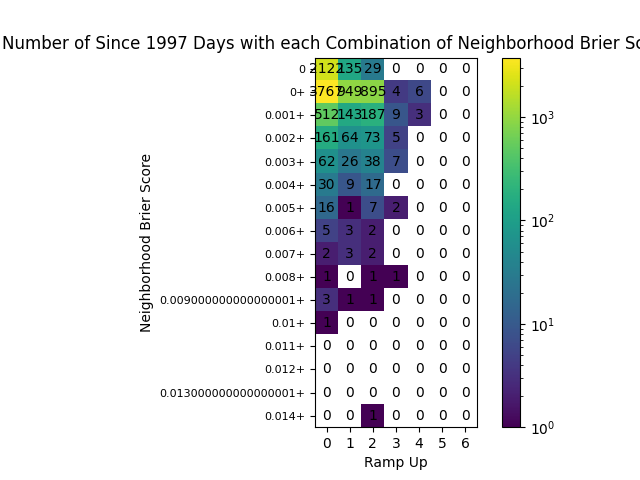 Number of Since 1997 Days with each Combination of Neighborhood Brier Sc
Neighborhood Brier Score
0 2122 135 29 0 0 0 0
0+ 3767 949 895 4 6 0 0
0.001+ 512 143 187 9 3 0 0
0.002+ 161 64 73 5 0 0 0
0.003+ 62 26 38 7 0 0 0
0.004+ 30 9 17 0 0 0 0
0.005+ 16 1 7 2 0 0 0
0.006+ 5 3 2 0 0 0 0
0.007+ 2 3 2 0 0 0 0
0.008+ 1 0 1 1 0 0 0
0.009000000000000001+ 3 1 1 0 0 0 0
0.01+ 1 0 0 0 0 0 0
0.011+ 0 0 0 0 0 0 0
0.012+ 0 0 0 0 0 0 0
0.013000000000000001+ 0 0 0 0 0 0 0
0.014+ 0 0 1 0 0 0 0
0 1 2 3 4 5 6
Ramp Up
10³
10²
10¹
10⁰